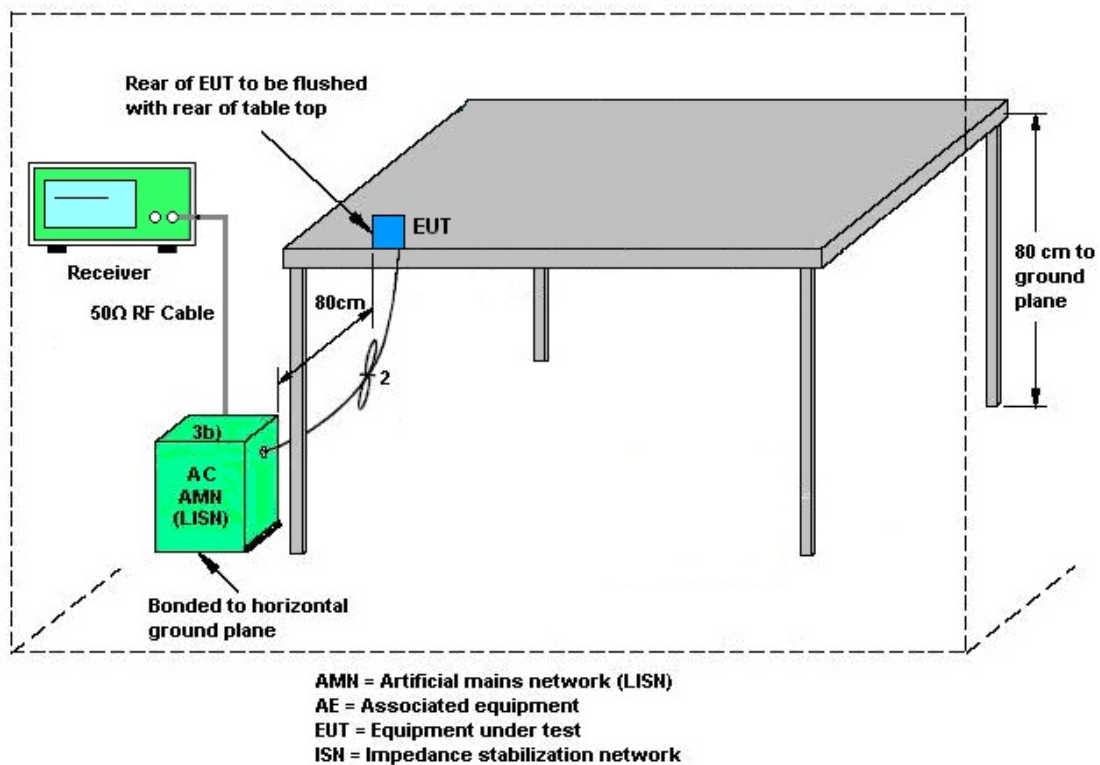 Rear of EUT to be flushed
with rear of table top
EUT
Receiver
50Ω RF Cable
80cm
80 cm to
ground
plane
2
3b)
AC
AMN
(LISN)
Bonded to horizontal
ground plane
AMN = Artificial mains network (LISN)
AE = Associated equipment
EUT = Equipment under test
ISN = Impedance stabilization network